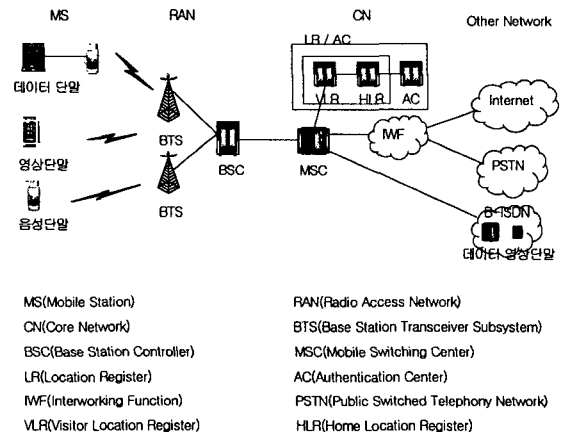 MS RAN CN Other Network
LR / AC
VLR HLR AC
데이터 단말
BTS
영상단말
BSC
MSC
IWF
Internet
PSTN
B-ISDN
음성단말
BTS
데이터 영상단말
MS(Mobile Station)
RAN(Radio Access Network)
CN(Core Network)
BTS(Base Station Transceiver Subsystem)
BSC(Base Station Controller)
MSC(Mobile Switching Center)
LR(Location Register)
AC(Authentication Center)
IWF(Interworking Function)
PSTN(Public Switched Telephony Network)
VLR(Visitor Location Register)
HLR(Home Location Register)